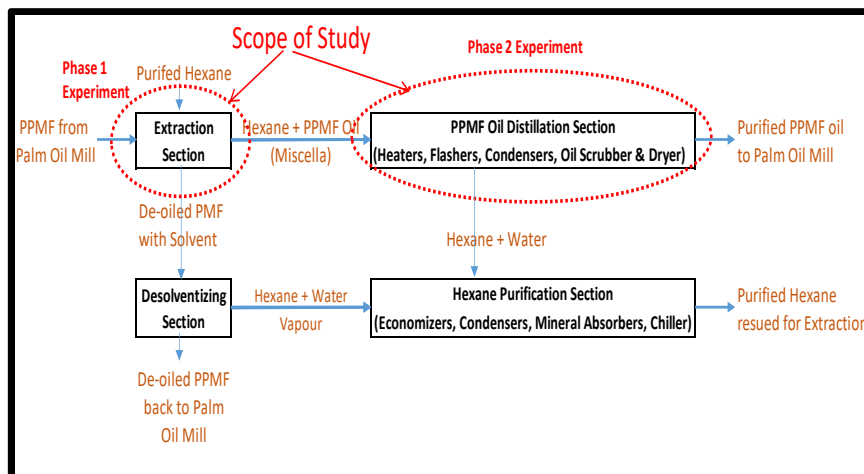 Scope of Study
Phase 2 Experiment
Phase 1
Experiment
Purifed Hexane
PPMF from
Palm Oil Mill
Extraction
Section
Hexane + PPMF Oil
(Miscella)
PPMF Oil Distillation Section
(Heaters, Flashers, Condensers, Oil Scrubber & Dryer)
Purified PPMF oil
to Palm Oil Mill
De-oiled PMF
with Solvent
Hexane + Water
Desolventizing
Section
Hexane + Water
Vapour
Hexane Purification Section
(Economizers, Condensers, Mineral Absorbers, Chiller)
Purified Hexane
resued for Extraction
De-oiled PPMF
back to Palm
Oil Mill